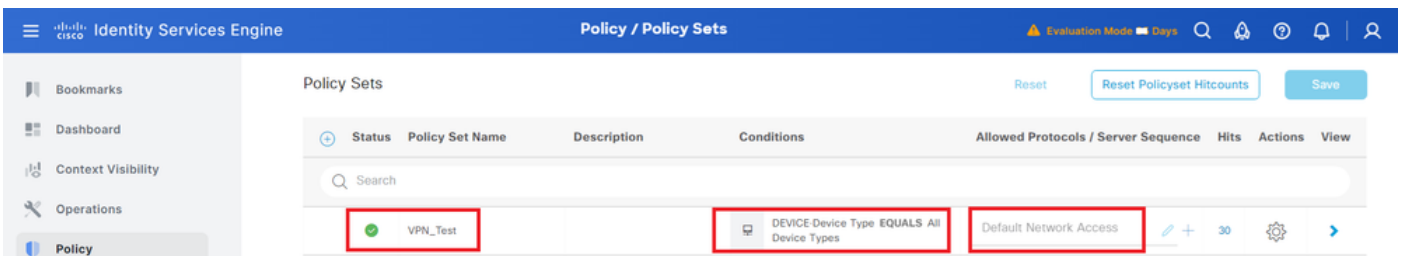 cisco Identity Services Engine
Policy / Policy Sets
Evaluation Mode Days
Bookmarks
Dashboard
Context Visibility
Operations
Policy
Policy Sets
Reset
Reset Policyset Hitcounts
Save
Status Policy Set Name Description Conditions Allowed Protocols / Server Sequence Hits Actions View
Search
VPN_Test
DEVICE-Device Type EQUALS All
Device Types
Default Network Access
30